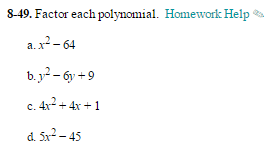 8-49. Factor each polynomial. Homework Help ✎
a. x² – 64
b. y² – 6y + 9
c. 4x² + 4x + 1
d. 5x² – 45